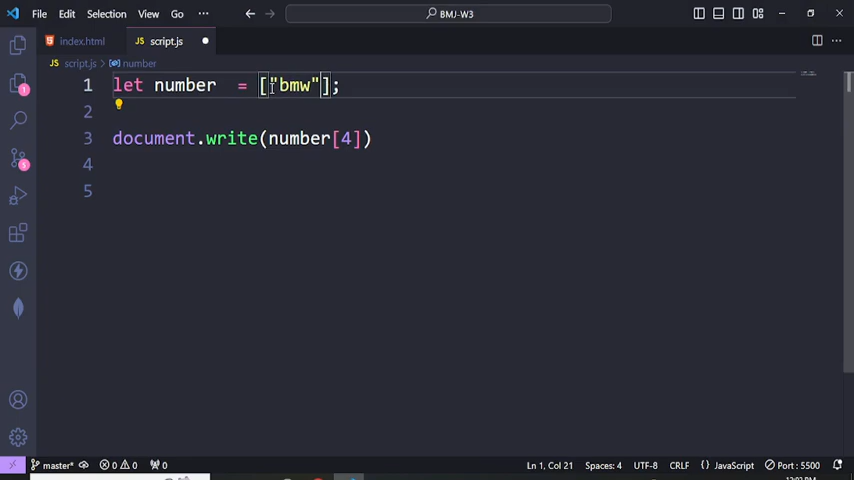 File Edit Selection View Go ··· BMJ-W3
index.html script.js
script.js > number
1 let number  = ["bmw"];
2
3 document.write(number[4])
4
5
1
5
master* 0 0 0 Ln 1, Col 21 Spaces: 4 UTF-8 CRLF {} JavaScript Port : 5500